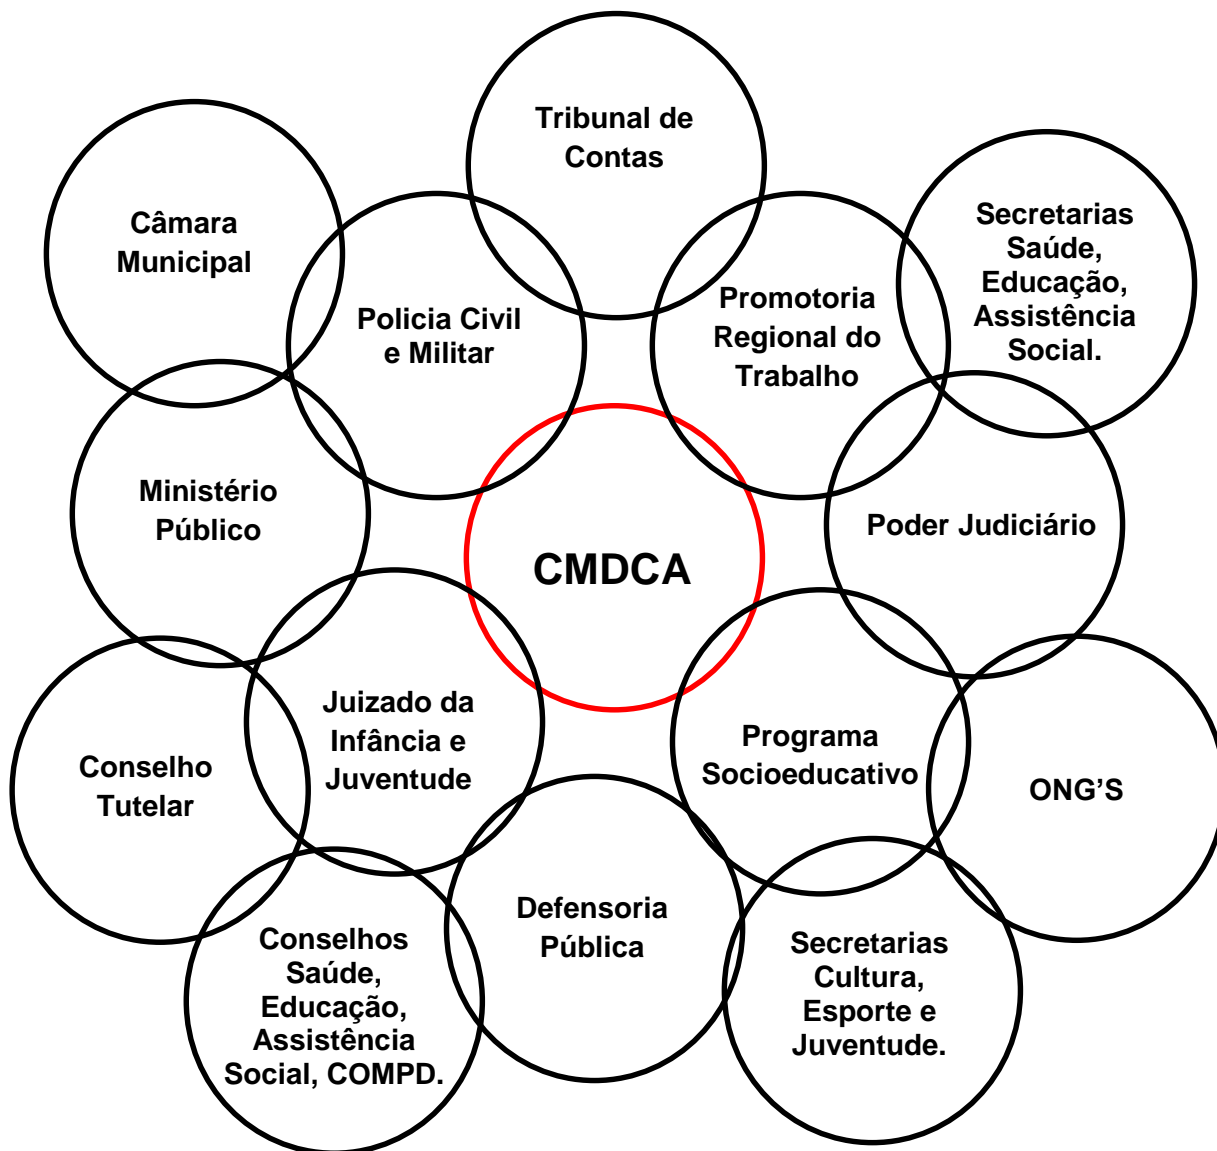 Tribunal de
Contas
Câmara
Municipal
Secretarias
Saúde,
Educação,
Assistência
Social.
Policia Civil
e Militar
Promotoria
Regional do
Trabalho
Ministério
Público
Poder Judiciário
CMDCA
Juizado da
Infância e
Juventude
Programa
Socioeducativo
Conselho
Tutelar
ONG’S
Defensoria
Pública
Conselhos
Saúde,
Educação,
Assistência
Social, COMPD.
Secretarias
Cultura,
Esporte e
Juventude.